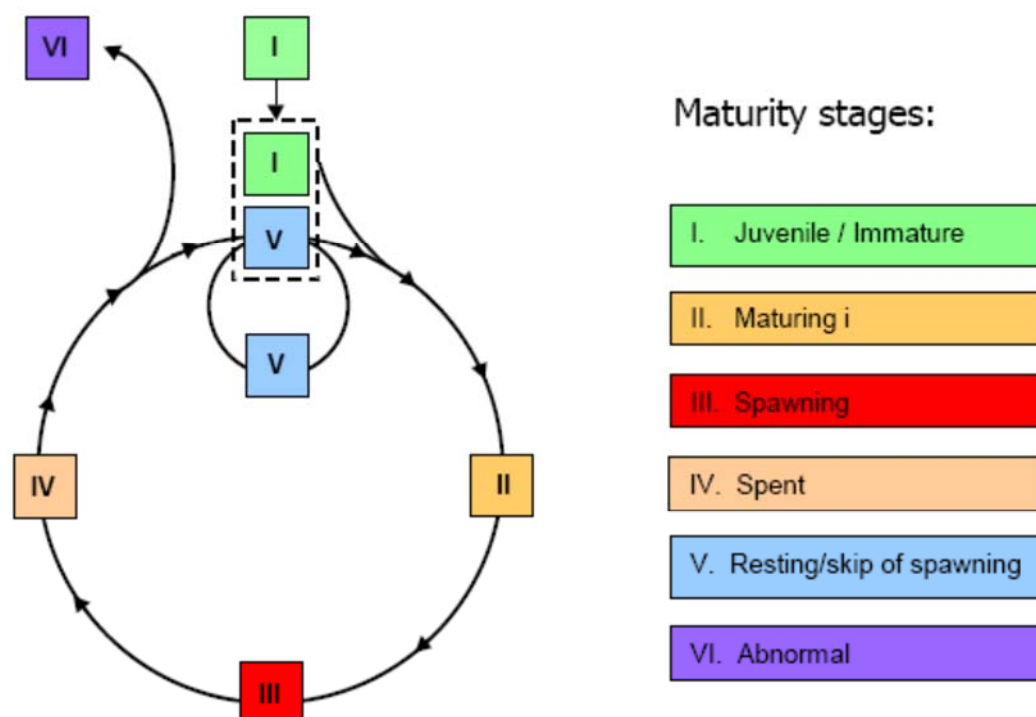 VI
I
I
V
V
IV
II
III
Maturity stages:
I. Juvenile / Immature
II. Maturing i
III. Spawning
IV. Spent
V. Resting/skip of spawning
VI. Abnormal